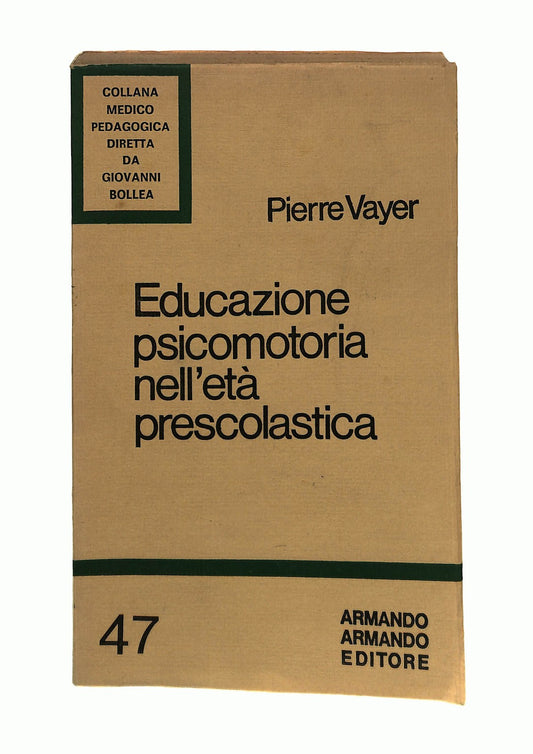 COLLANA
MEDICO
PEDAGOGICA
DIRETTA
DA
GIOVANNI
BOLLEA
Pierre Vayer
Educazione
psicomotoria
nell'età
prescolastica
47
ARMANDO
ARMANDO
EDITORE